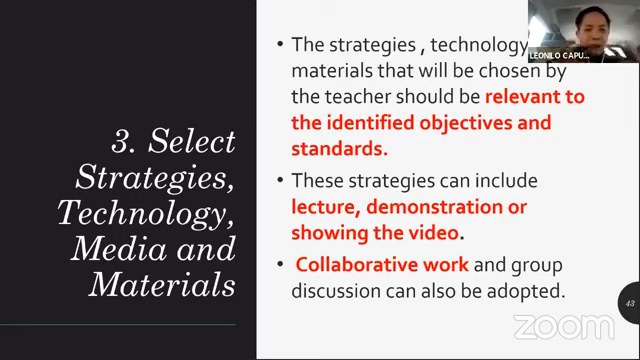 3. Select
Strategies,
Technology,
Media and
Materials
• The strategies , technology
materials that will be chosen by
the teacher should be relevant to
the identified objectives and
standards.
• These strategies can include
lecture, demonstration or
showing the video.
• Collaborative work and group
discussion can also be adopted.
LEONILO CAPU...
43
zoom